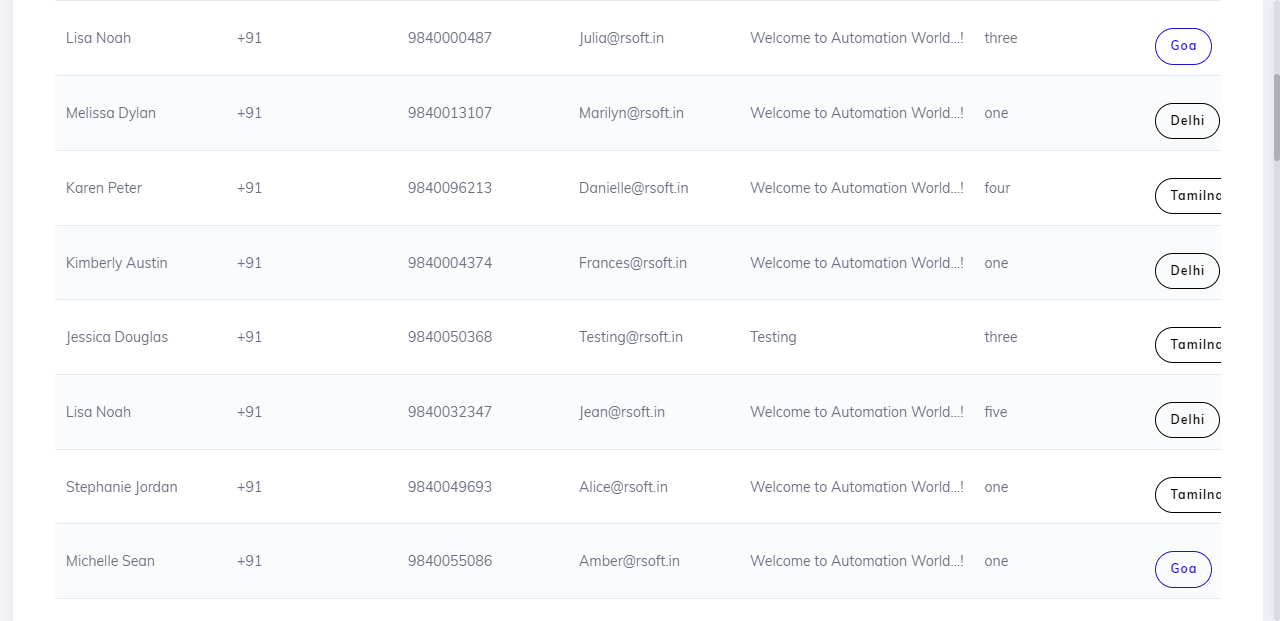 Lisa Noah +91 9840000487 Julia@rsoft.in Welcome to Automation World...! three Goa
Melissa Dylan +91 9840013107 Marilyn@rsoft.in Welcome to Automation World...! one Delhi
Karen Peter +91 9840096213 Danielle@rsoft.in Welcome to Automation World...! four Tamilna
Kimberly Austin +91 9840004374 Frances@rsoft.in Welcome to Automation World...! one Delhi
Jessica Douglas +91 9840050368 Testing@rsoft.in Testing three Tamilna
Lisa Noah +91 9840032347 Jean@rsoft.in Welcome to Automation World...! five Delhi
Stephanie Jordan +91 9840049693 Alice@rsoft.in Welcome to Automation World...! one Tamilna
Michelle Sean +91 9840055086 Amber@rsoft.in Welcome to Automation World...! one Goa